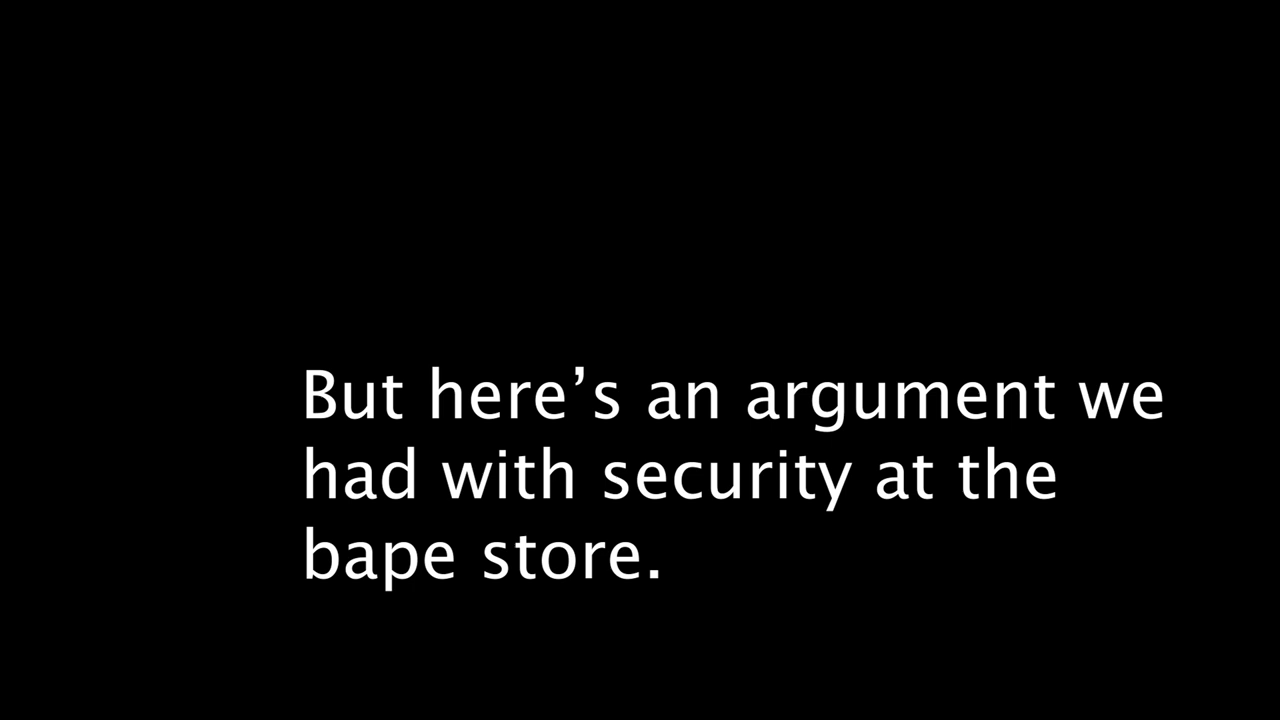 But here’s an argument we
had with security at the
bape store.